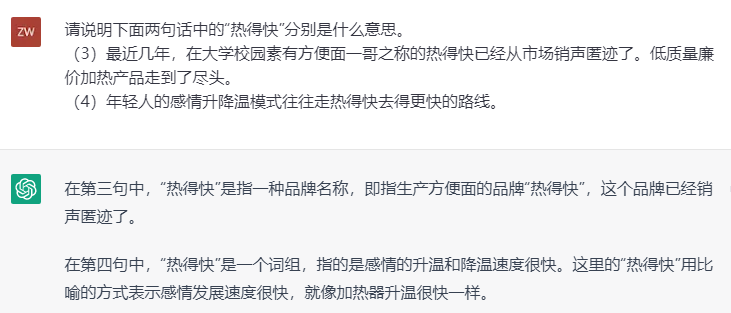 ZW
请说明下面两句话中的“热得快”分别是什么意思。
（3）最近几年，在大学校园素有方便面一哥之称的热得快已经从市场销声匿迹了。低质量廉
价加热产品走到了尽头。
（4）年轻人的感情升降温模式往往走热得快去得更快的路线。
在第三句中，“热得快”是指一种品牌名称，即指生产方便面的品牌“热得快”，这个品牌已经销
声匿迹了。
在第四句中，“热得快”是一个词组，指的是感情的升温和降温速度很快。这里的“热得快”用比
喻的方式表示感情发展速度很快，就像加热器升温很快一样。